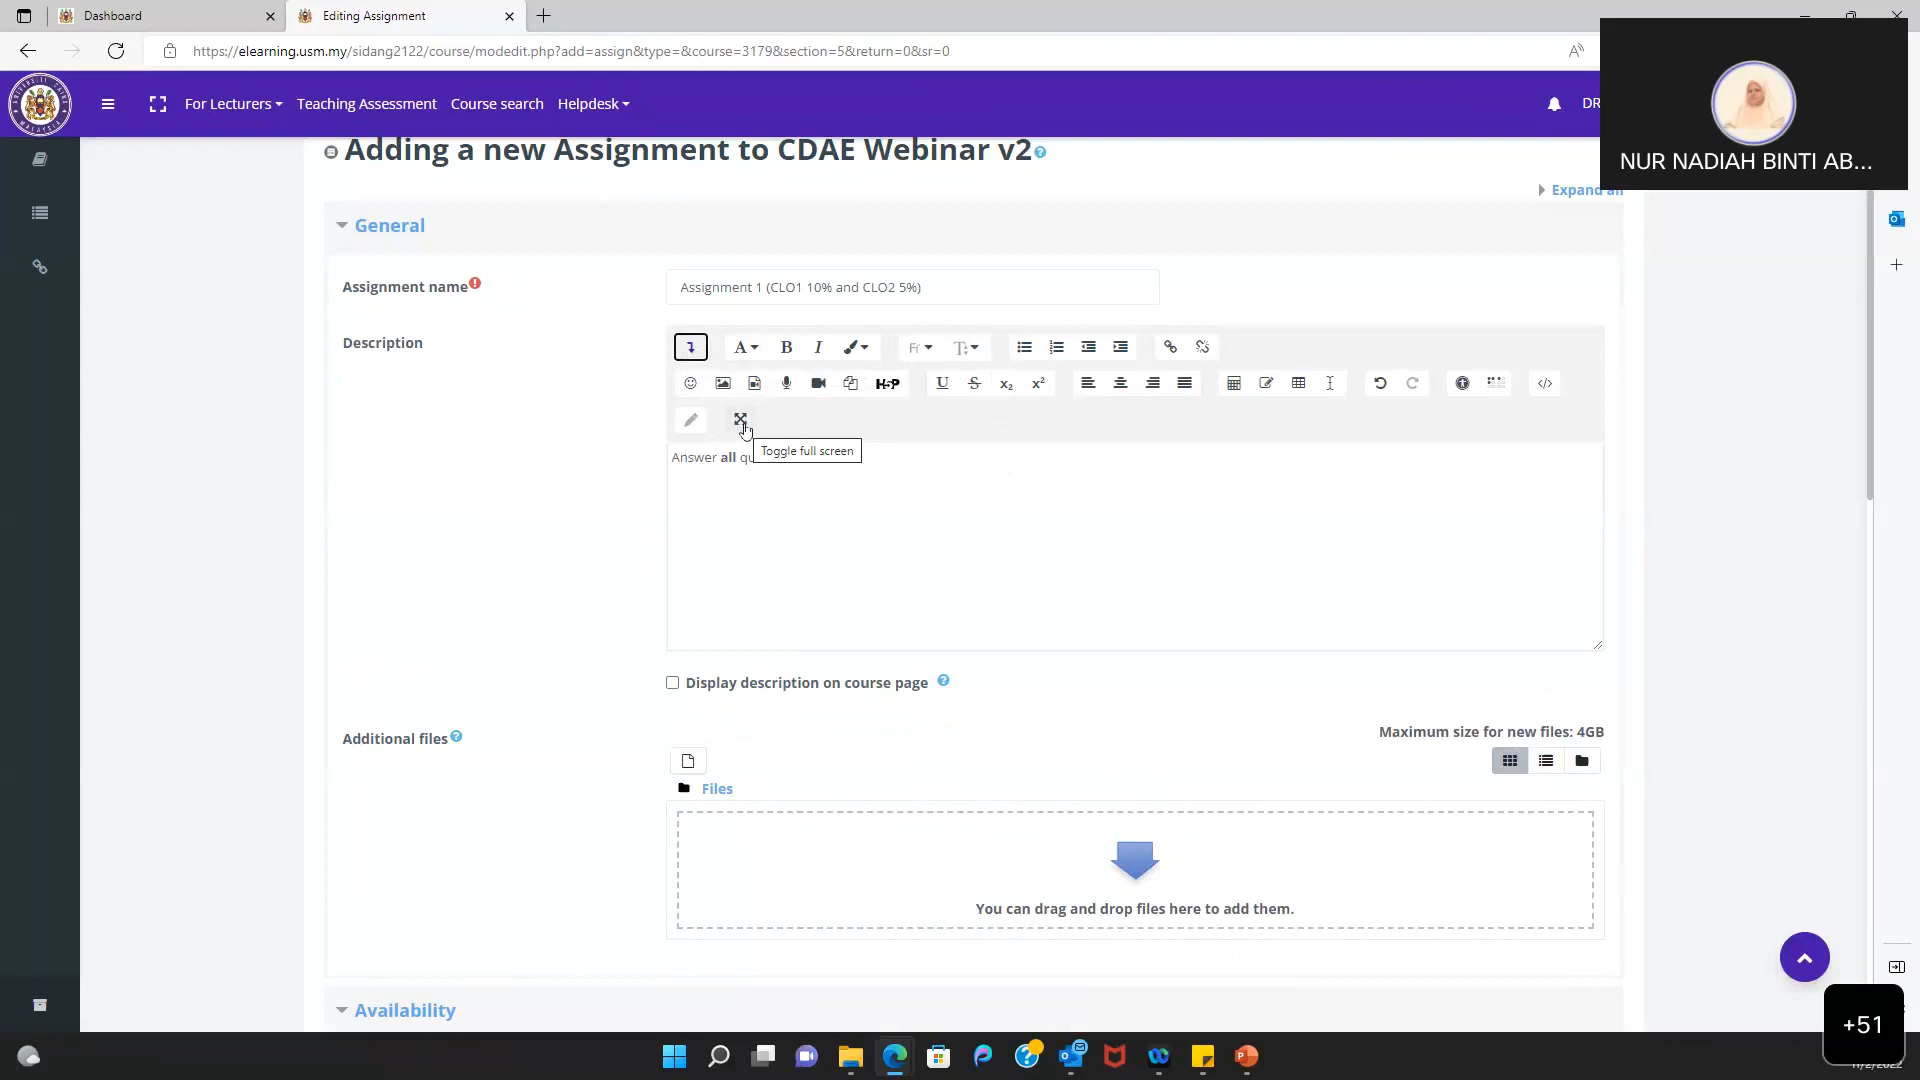 Dashboard
Editing Assignment
https://elearning.usm.my/sidang2122/course/modedit.php?add=assign&type=&course=3179&section=5&return=0&sr=0
For Lecturers
Teaching Assessment
Course search
Helpdesk
DR
NUR NADIAH BINTI AB...
Adding a new Assignment to CDAE Webinar v2
Expand all
General
Assignment name
Assignment 1 (CLO1 10% and CLO2 5%)
Description
H-P
Toggle full screen
Answer all qu
Display description on course page
Additional files
Maximum size for new files: 4GB
Files
You can drag and drop files here to add them.
Availability
+51